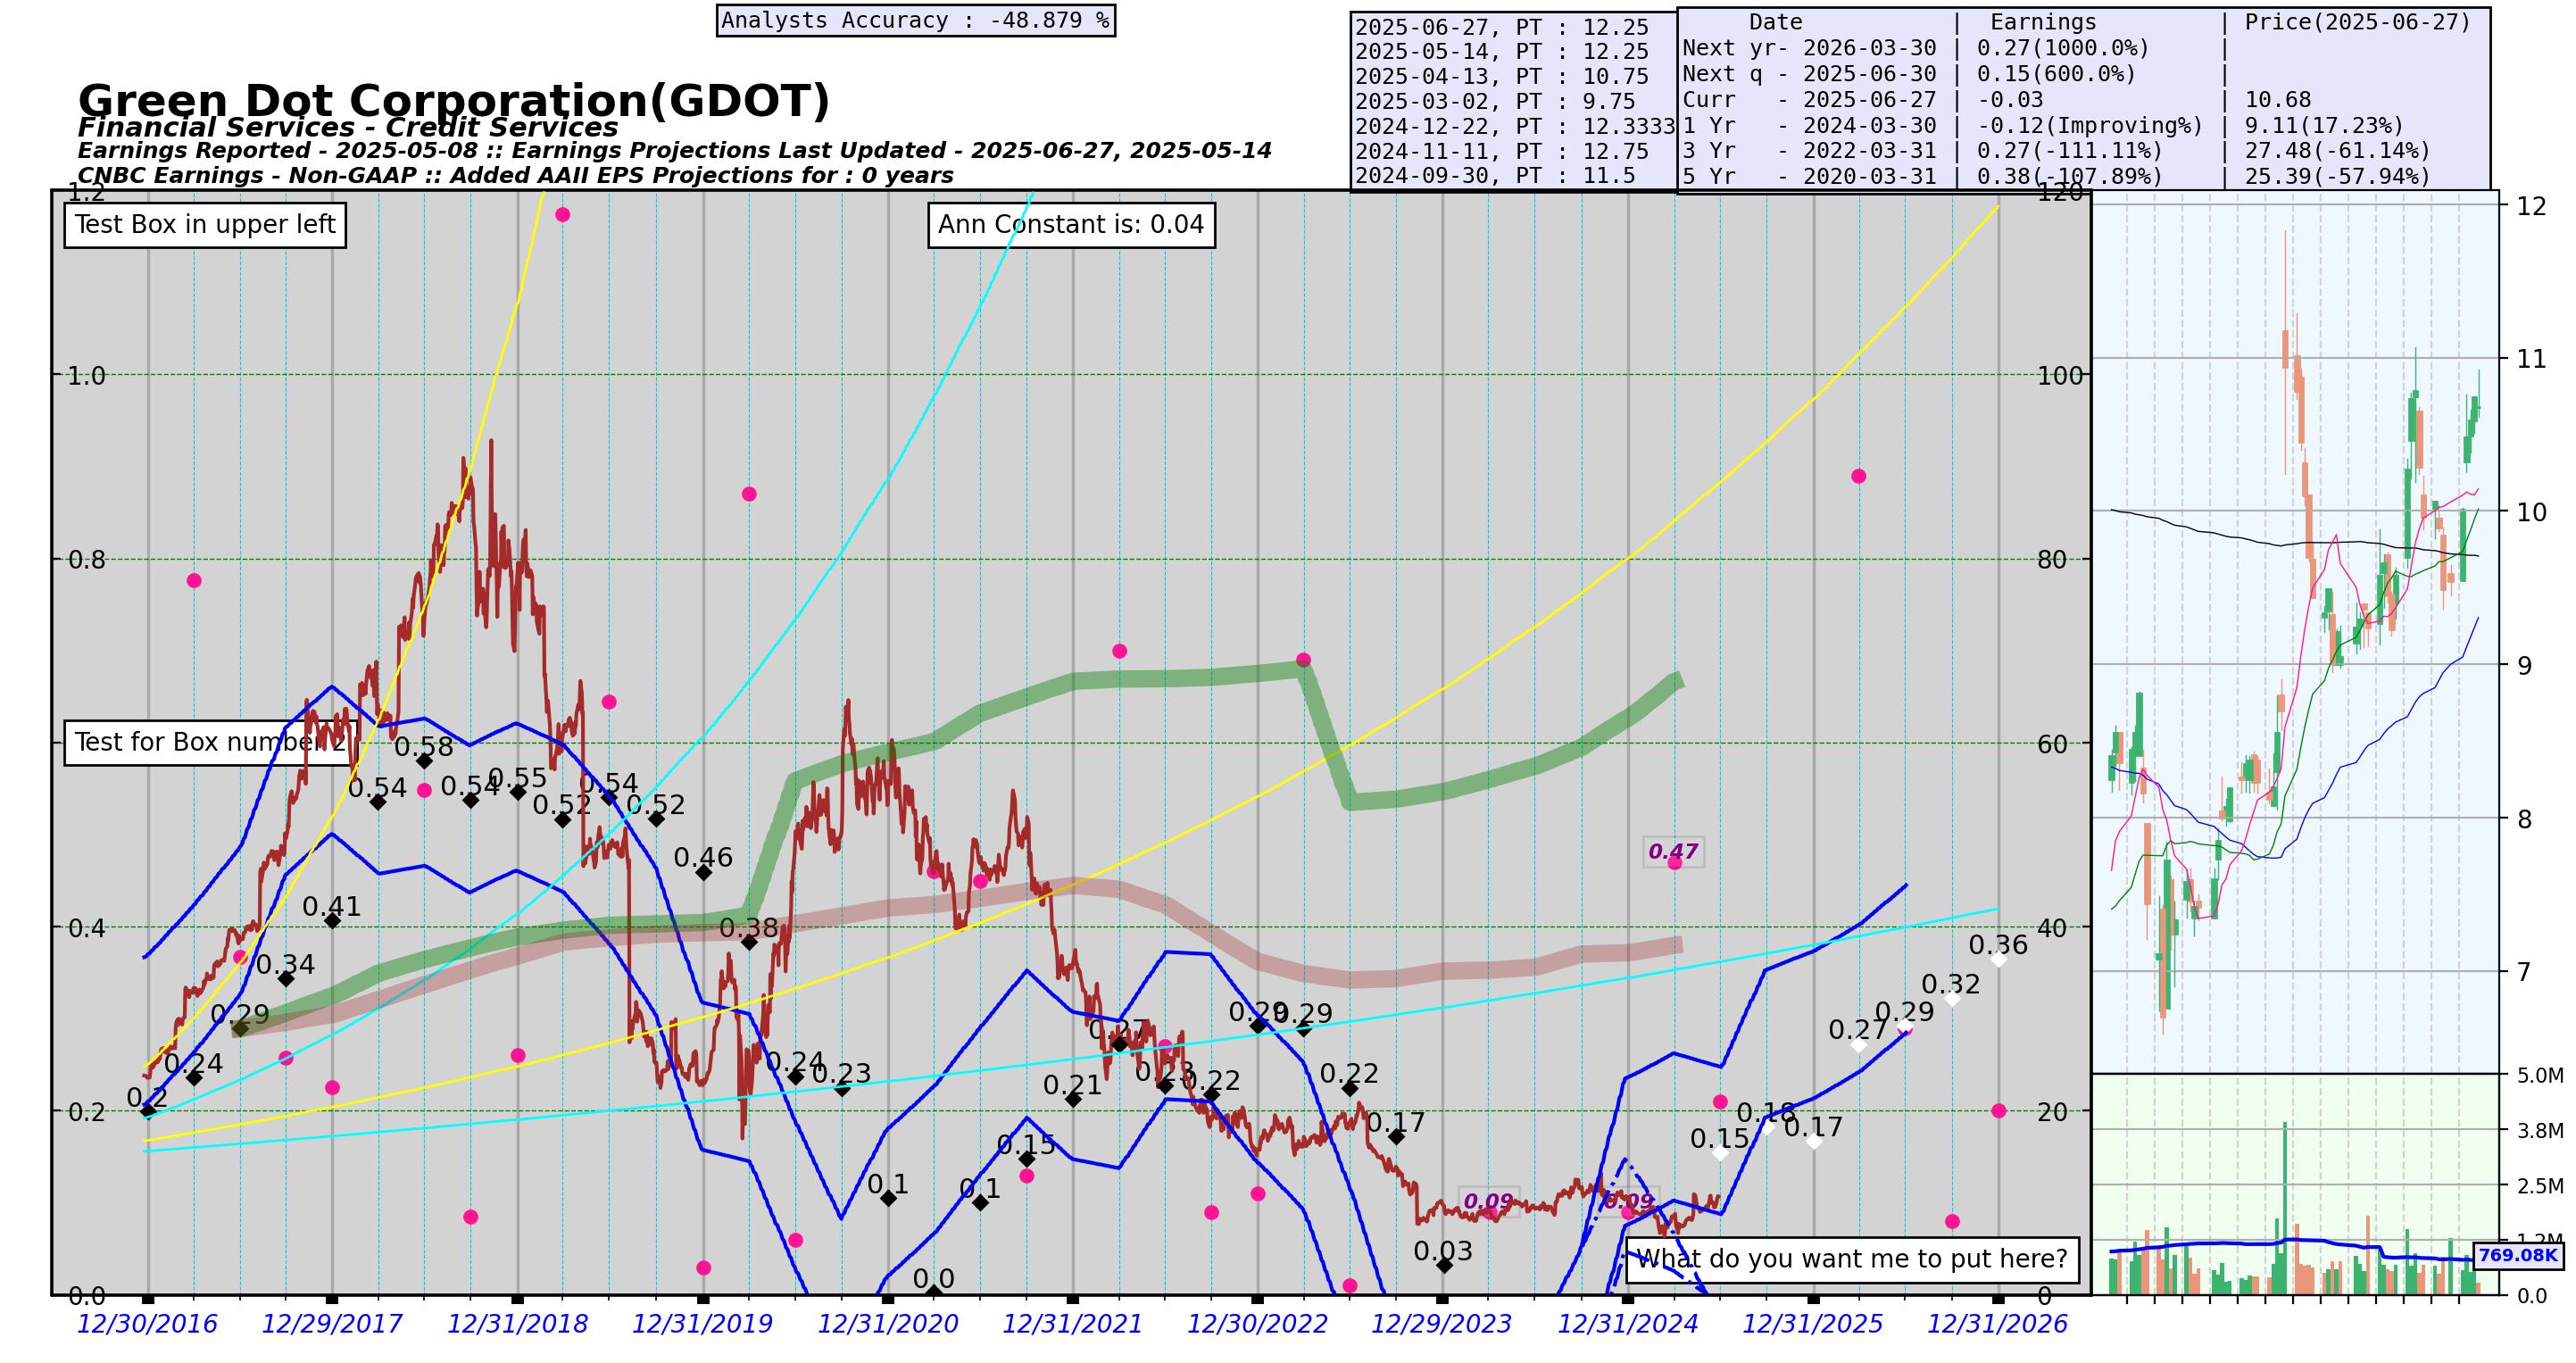 Analysts Accuracy : -48.879 %
2025-06-27, PT : 12.25
2025-05-14, PT : 12.25
2025-04-13, PT : 10.75
2025-03-02, PT : 9.75
2024-12-22, PT : 12.3333
2024-11-11, PT : 12.75
2024-09-30, PT : 11.5
Date | Earnings | Price(2025-06-27)
Next yr- 2026-03-30 | 0.27(1000.0%) |
Next q - 2025-06-30 | 0.15(600.0%) |
Curr - 2025-06-27 | -0.03 | 10.68
1 Yr - 2024-03-30 | -0.12(Improving%) | 9.11(17.23%)
3 Yr - 2022-03-31 | 0.27(-111.11%) | 27.48(-61.14%)
5 Yr - 2020-03-31 | 0.38(-107.89%) | 25.39(-57.94%)
Green Dot Corporation(GDOT)
Financial Services - Credit Services
Earnings Reported - 2025-05-08 :: Earnings Projections Last Updated - 2025-06-27, 2025-05-14
CNBC Earnings - Non-GAAP :: Added AAII EPS Projections for : 0 years
Test Box in upper left
Ann Constant is: 0.04
Test for Box number 2
What do you want me to put here?
1.2
1.0
0.8
0.4
0.2
0.0
120
100
80
60
40
20
0
0.2
0.24
0.29
0.34
0.41
0.54
0.58
0.54
0.55
0.52
0.54
0.52
0.46
0.38
0.24
0.23
0.1
0.0
0.1
0.15
0.21
0.27
0.23
0.22
0.29
0.29
0.22
0.17
0.03
0.09
0.09
0.47
0.15
0.18
0.17
0.27
0.29
0.32
0.36
12
11
10
9
8
7
5.0M
3.8M
2.5M
1.2M
769.08K
0.0
12/30/2016
12/29/2017
12/31/2018
12/31/2019
12/31/2020
12/31/2021
12/30/2022
12/29/2023
12/31/2024
12/31/2025
12/31/2026